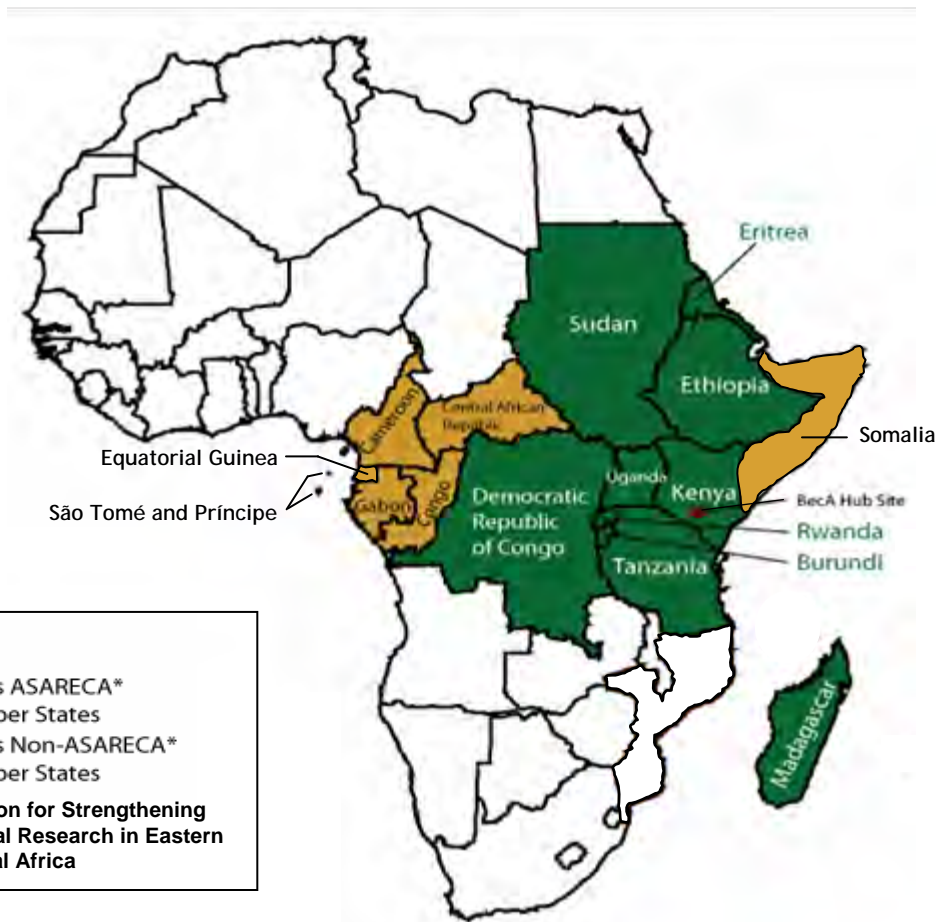 Eritrea
Sudan
Ethiopia
Somalia
Cameroon
Central African
Republic
Equatorial Guinea
São Tomé and Príncipe
Gabon
Congo
Democratic
Republic
of Congo
Uganda
Kenya
BecA Hub Site
Rwanda
Burundi
Tanzania
Madagascar
s ASARECA*
ber States
s Non-ASARECA*
ber States
on for Strengthening
al Research in Eastern
al Africa